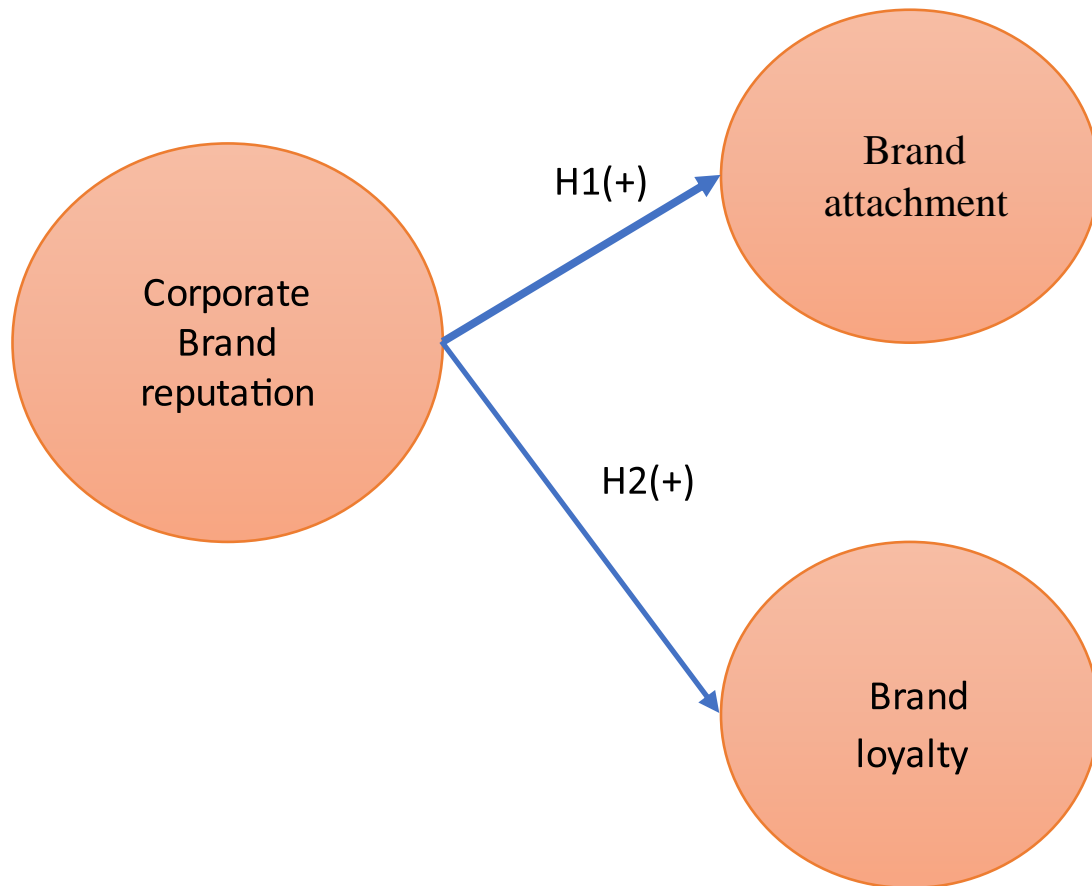 Corporate
Brand
reputation
H1(+)
Brand
attachment
H2(+)
Brand
loyalty